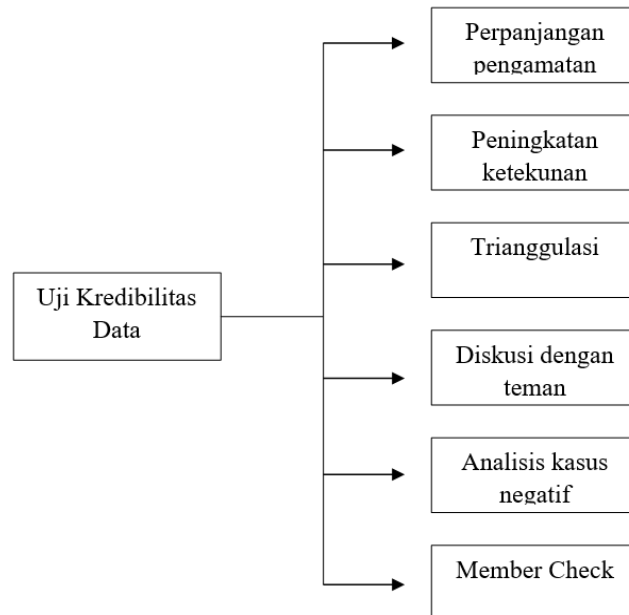 Uji Kredibilitas
Data
Perpanjangan
pengamatan
Peningkatan
ketekunan
Trianggulasi
Diskusi dengan
teman
Analisis kasus
negatif
Member Check